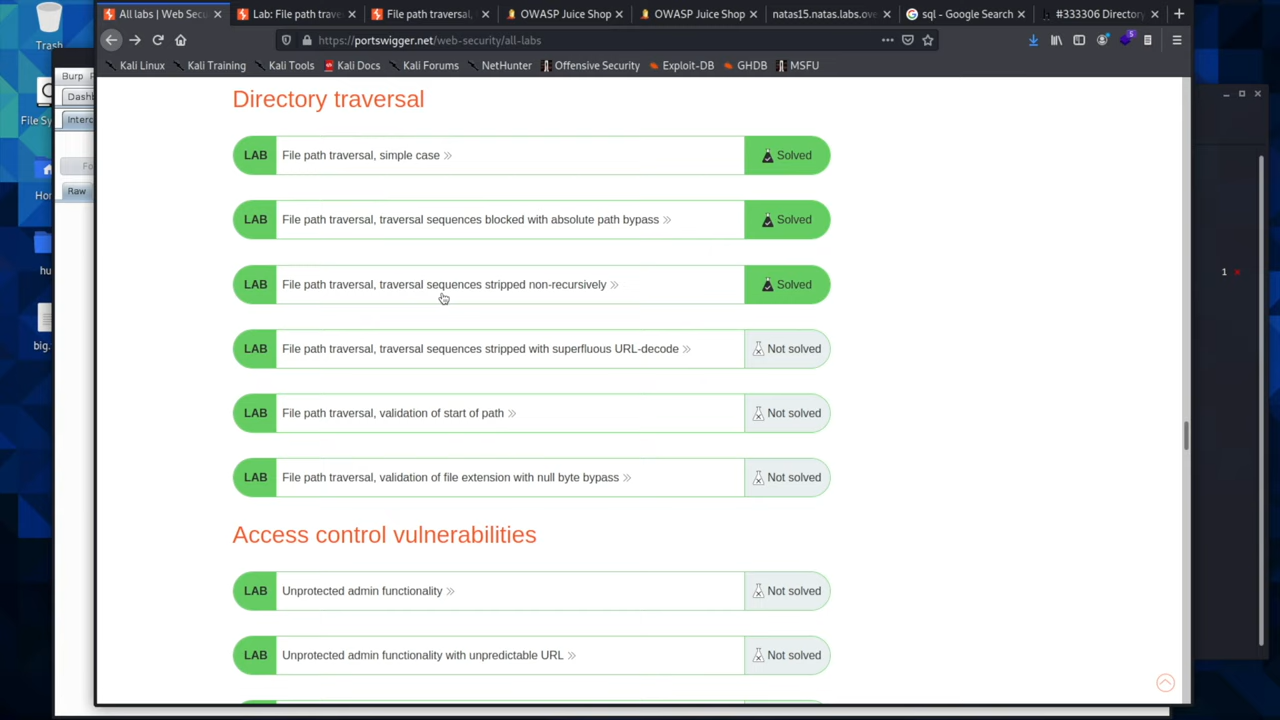 Trash
File Sy
Hor
hu
big.
Burp P
Dashb
Interc
Fo
Raw
All labs | Web Secu
Lab: File path trave
File path traversal,
OWASP Juice Shop
OWASP Juice Shop
natas15.natas.labs.ove
sql - Google Search
#333306 Directory
https://portswigger.net/web-security/all-labs
5
Kali Linux
Kali Training
Kali Tools
Kali Docs
Kali Forums
NetHunter
Offensive Security
Exploit-DB
GHDB
MSFU
Directory traversal
LAB File path traversal, simple case Solved
LAB File path traversal, traversal sequences blocked with absolute path bypass Solved
LAB File path traversal, traversal sequences stripped non-recursively Solved
LAB File path traversal, traversal sequences stripped with superfluous URL-decode Not solved
LAB File path traversal, validation of start of path Not solved
LAB File path traversal, validation of file extension with null byte bypass Not solved
Access control vulnerabilities
LAB Unprotected admin functionality Not solved
LAB Unprotected admin functionality with unpredictable URL Not solved
1